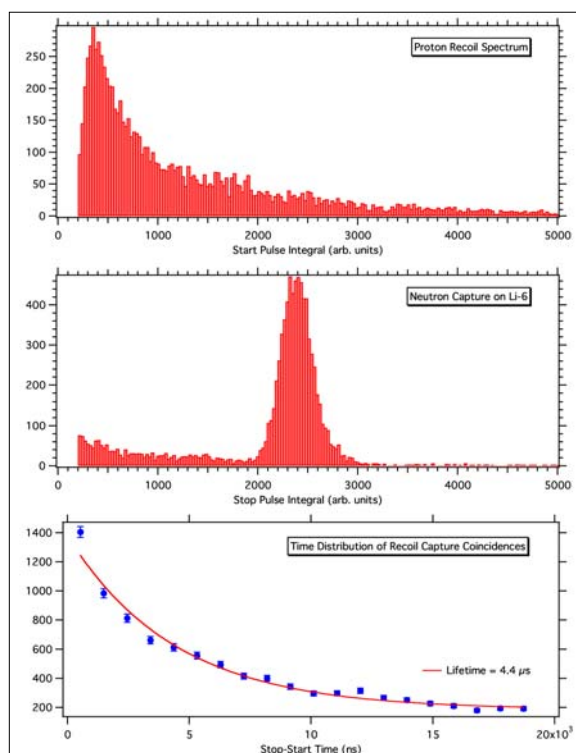 250
200
150
100
50
0
Proton Recoil Spectrum
0 1000 2000 3000 4000 5000
Start Pulse Integral (arb. units)
400
300
200
100
0
Neutron Capture on Li-6
0 1000 2000 3000 4000 5000
Stop Pulse Integral (arb. units)
1400
1200
1000
800
600
400
200
Time Distribution of Recoil Capture Coincidences
Lifetime = 4.4 µs
0 5 10 15 20x10³
Stop-Start Time (ns)